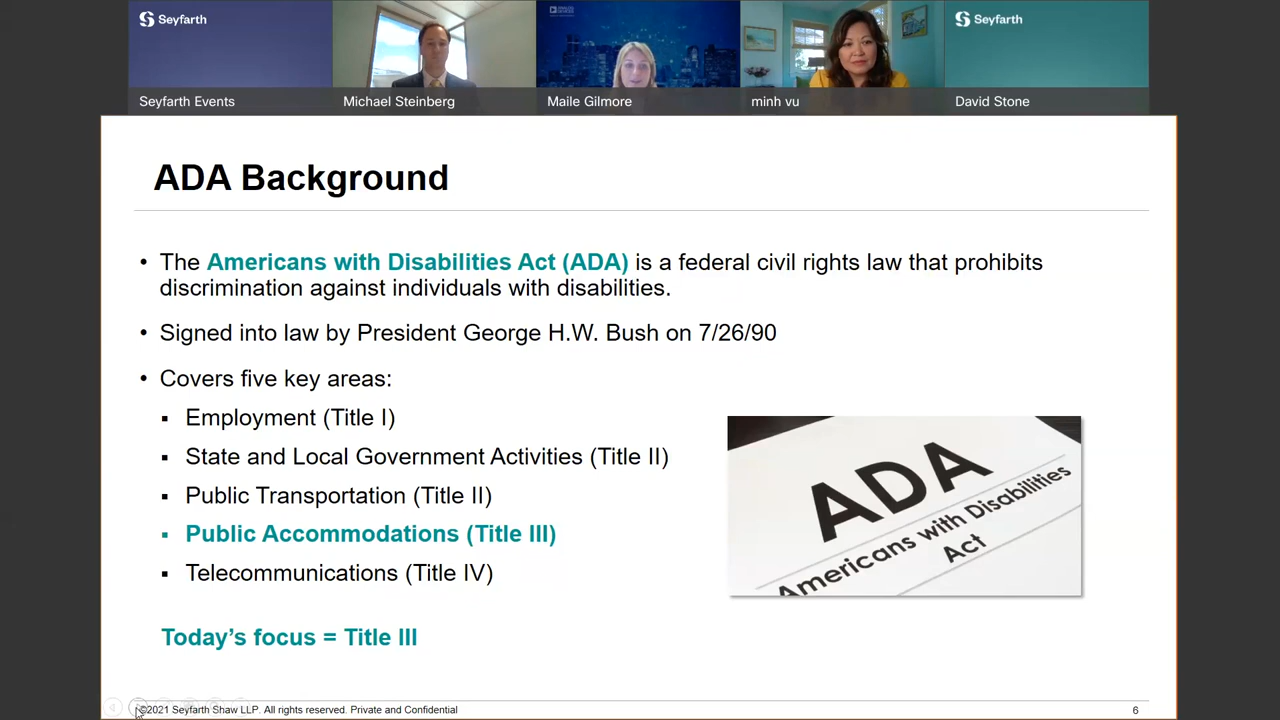 Seyfarth
Seyfarth
Seyfarth Events
Michael Steinberg
Maile Gilmore
minh vu
David Stone
ADA Background
• The Americans with Disabilities Act (ADA) is a federal civil rights law that prohibits
discrimination against individuals with disabilities.
• Signed into law by President George H.W. Bush on 7/26/90
• Covers five key areas:
▪ Employment (Title I)
▪ State and Local Government Activities (Title II)
▪ Public Transportation (Title II)
▪ Public Accommodations (Title III)
▪ Telecommunications (Title IV)
ADA
Americans with Disabilities
Act
Today’s focus = Title III
©2021 Seyfarth Shaw LLP. All rights reserved. Private and Confidential
6